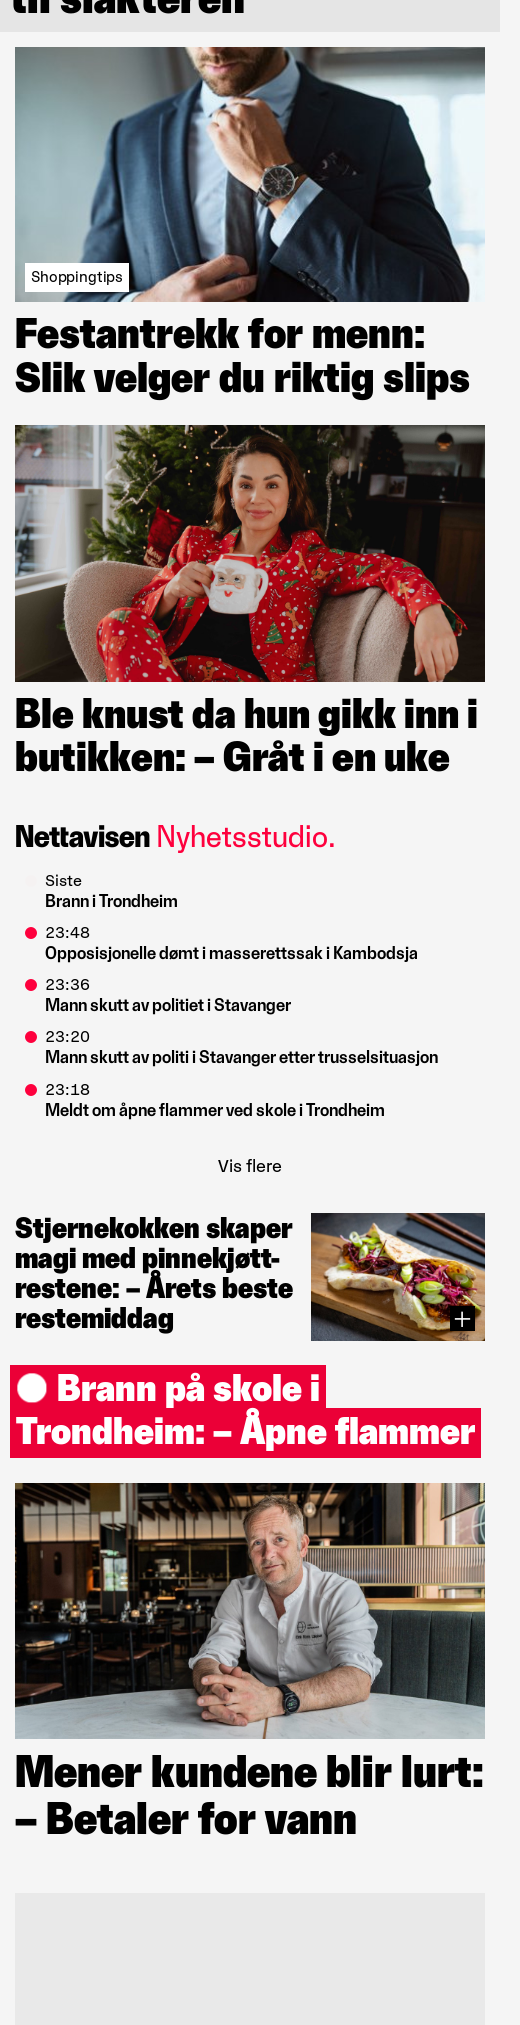 til slakteren
Shoppingtips
Festantrekk for menn:
Slik velger du riktig slips
Ble knust da hun gikk inn i
butikken: – Gråt i en uke
Nettavisen Nyhetsstudio.
Siste
Brann i Trondheim
23:48
Opposisjonelle dømt i masserettssak i Kambodsja
23:36
Mann skutt av politiet i Stavanger
23:20
Mann skutt av politi i Stavanger etter trusselsituasjon
23:18
Meldt om åpne flammer ved skole i Trondheim
Vis flere
Stjernekokken skaper
magi med pinnekjøtt-
restene: – Årets beste
restemiddag
Brann på skole i
Trondheim: – Åpne flammer
Mener kundene blir lurt:
– Betaler for vann